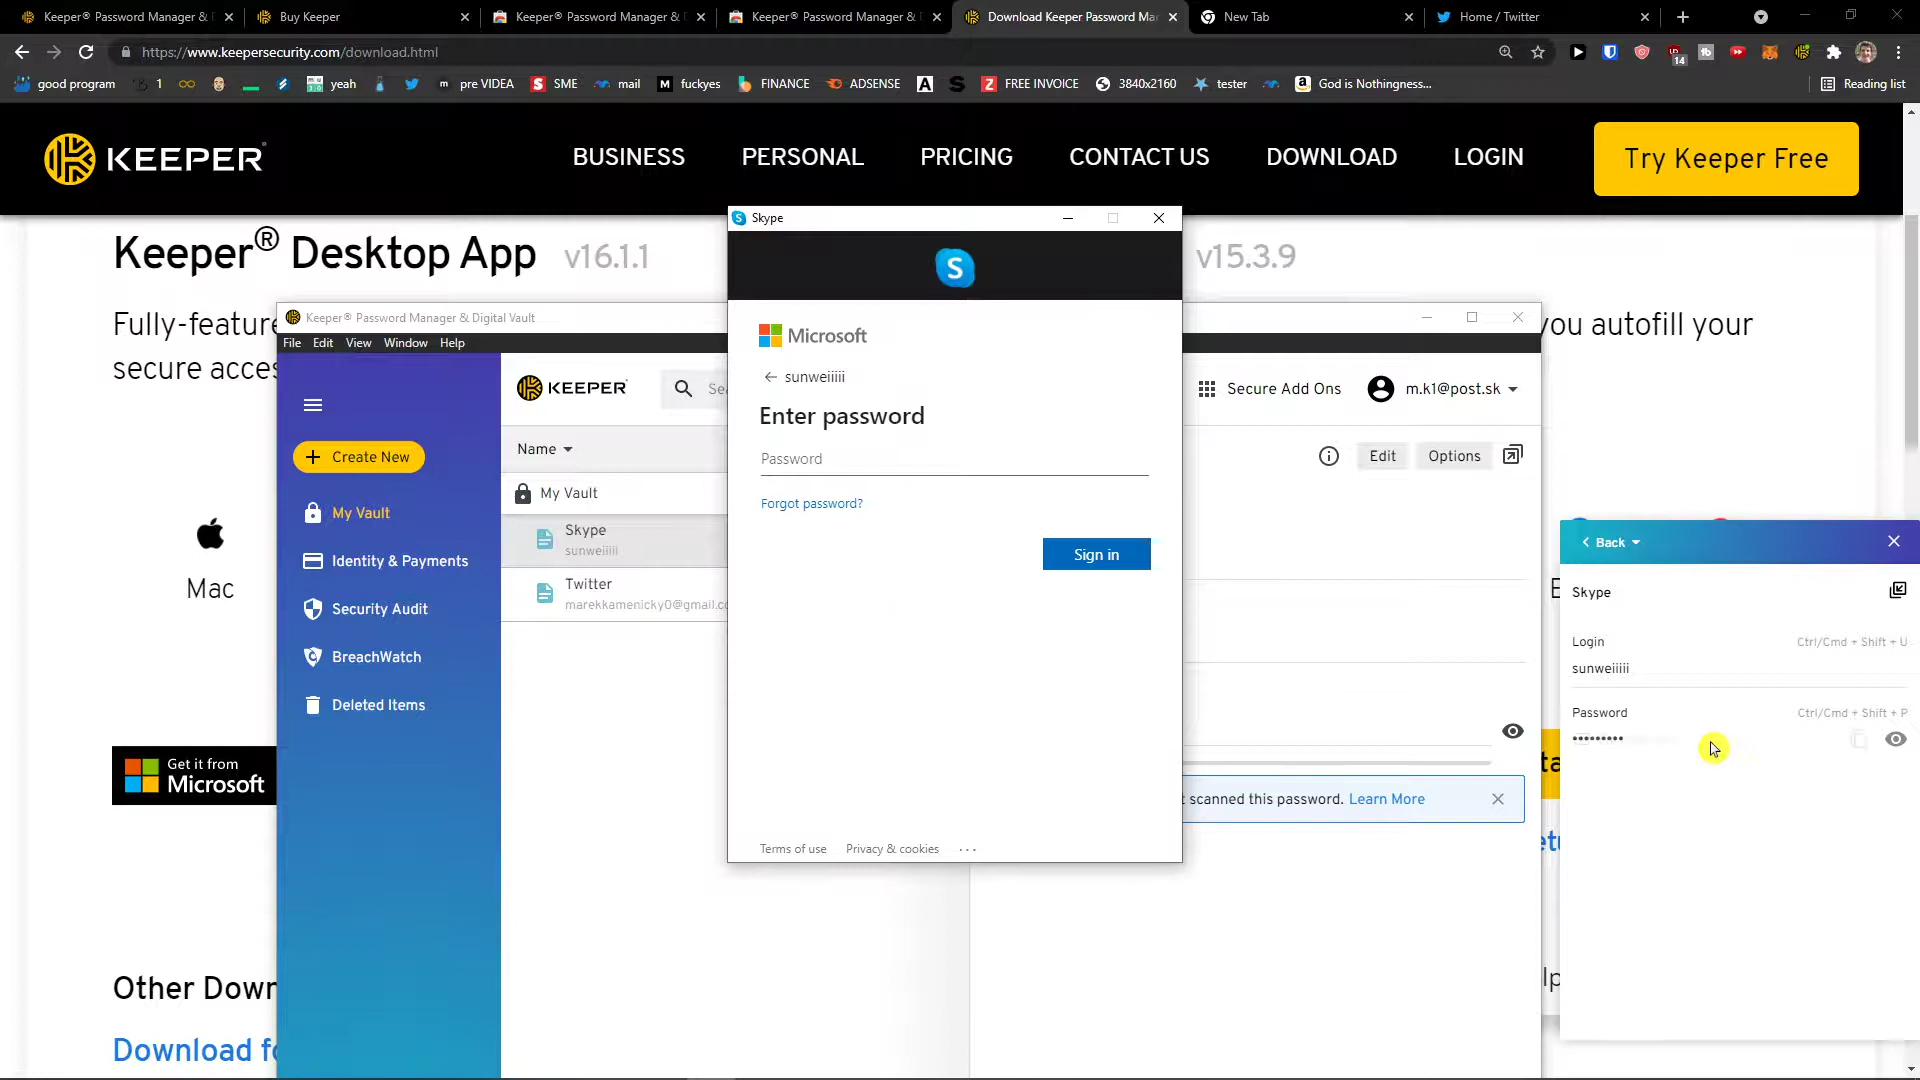 Keeper® Password Manager &
Buy Keeper
Keeper® Password Manager &
Keeper® Password Manager &
Download Keeper Password Ma
New Tab
Home / Twitter
https://www.keepersecurity.com/download.html
14
good program
1
yeah
pre VIDEA
SME
mail
fuckyes
FINANCE
ADSENSE
FREE INVOICE
3840x2160
tester
God is Nothingness...
Reading list
KEEPER
BUSINESS
PERSONAL
PRICING
CONTACT US
DOWNLOAD
LOGIN
Try Keeper Free
Keeper® Desktop App
v16.1.1
v15.3.9
Fully-feature
you autofill your
secure acces
Mac
Get it from
Microsoft
Other Down
Download fo
Keeper® Password Manager & Digital Vault
File Edit View Window Help
KEEPER
Secure Add Ons
m.k1@post.sk
Create New
My Vault
Identity & Payments
Security Audit
BreachWatch
Deleted Items
Name
My Vault
Skype
sunweiiiii
Twitter
marekkamenicky0@gmail.co
Edit
Options
t scanned this password. Learn More
Skype
Microsoft
sunweiiiii
Enter password
Password
Forgot password?
Sign in
Terms of use
Privacy & cookies
...
Back
Skype
Login
Ctrl/Cmd + Shift + U
sunweiiiii
Password
Ctrl/Cmd + Shift + P
•••••••••